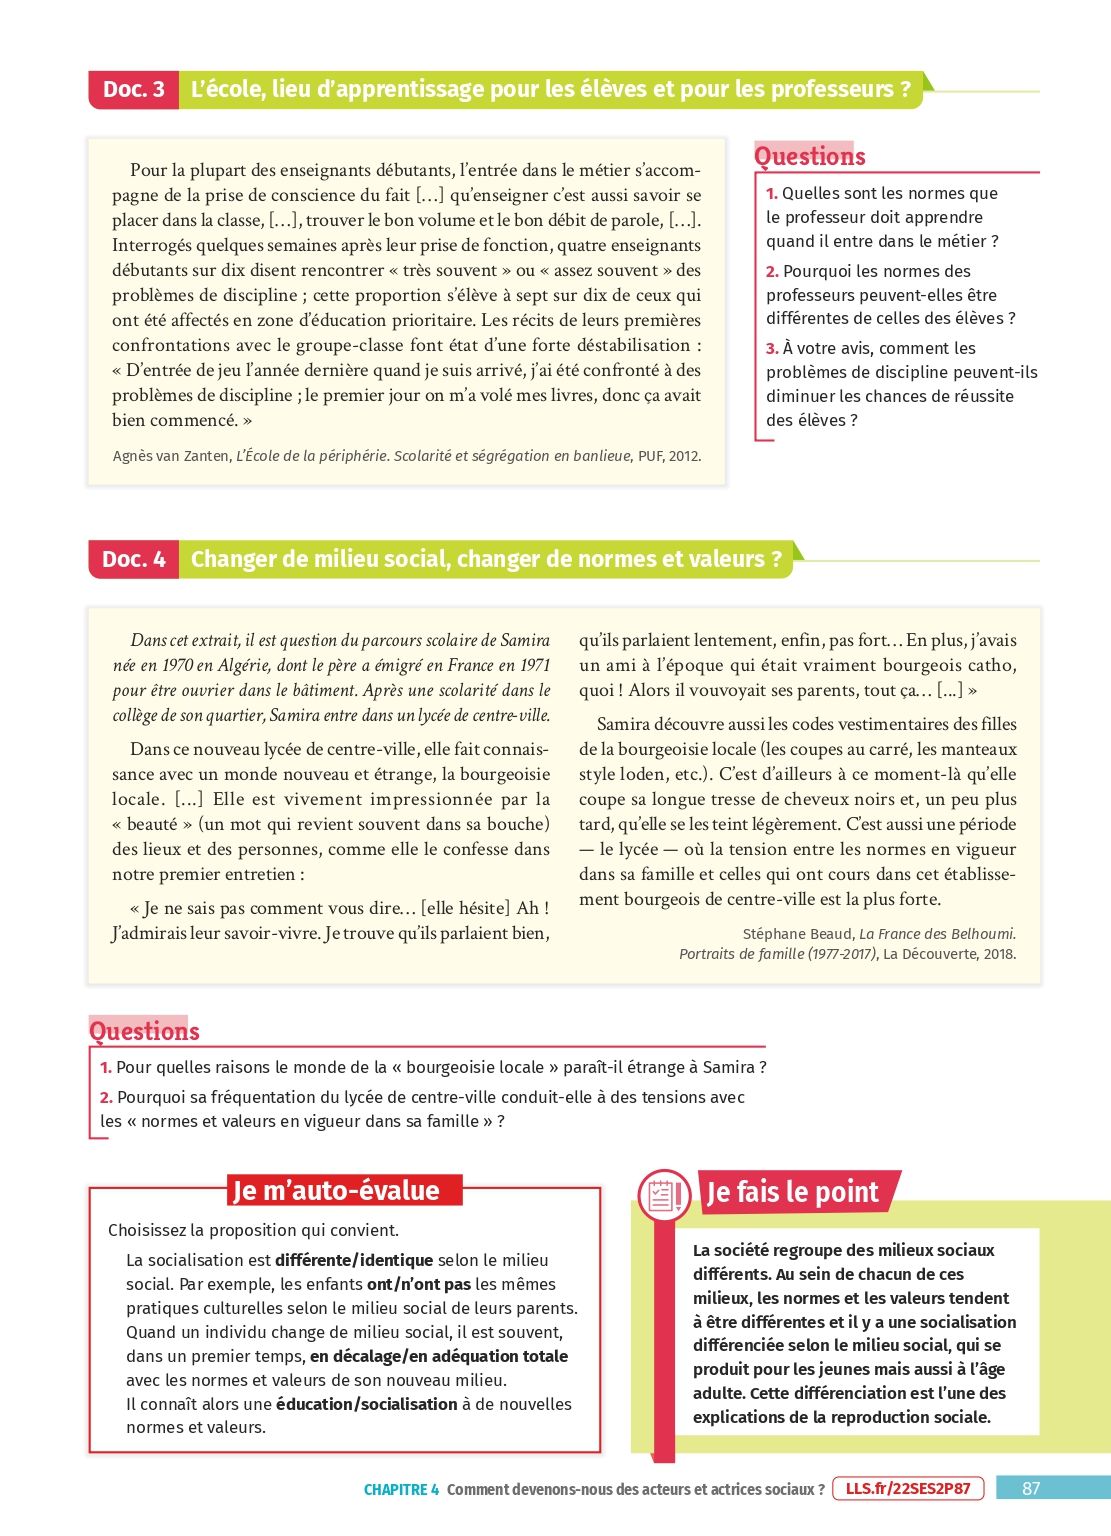 Doc. 3 L'école, lieu d'apprentissage pour les élèves et pour les professeurs ?
Pour la plupart des enseignants débutants, l'entrée dans le métier s'accom-
pagne de la prise de conscience du fait […] qu'enseigner c'est aussi savoir se
placer dans la classe, […], trouver le bon volume et le bon débit de parole, […].
Interrogés quelques semaines après leur prise de fonction, quatre enseignants
débutants sur dix disent rencontrer « très souvent » ou « assez souvent » des
problèmes de discipline ; cette proportion s'élève à sept sur dix de ceux qui
ont été affectés en zone d'éducation prioritaire. Les récits de leurs premières
confrontations avec le groupe-classe font état d'une forte déstabilisation :
« D'entrée de jeu l'année dernière quand je suis arrivé, j'ai été confronté à des
problèmes de discipline ; le premier jour on m'a volé mes livres, donc ça avait
bien commencé. »
Agnès van Zanten, L'École de la périphérie. Scolarité et ségrégation en banlieue, PUF, 2012.
Questions
1. Quelles sont les normes que
le professeur doit apprendre
quand il entre dans le métier ?
2. Pourquoi les normes des
professeurs peuvent-elles être
différentes de celles des élèves ?
3. À votre avis, comment les
problèmes de discipline peuvent-ils
diminuer les chances de réussite
des élèves ?
Doc. 4 Changer de milieu social, changer de normes et valeurs ?
Dans cet extrait, il est question du parcours scolaire de Samira
née en 1970 en Algérie, dont le père a émigré en France en 1971
pour être ouvrier dans le bâtiment. Après une scolarité dans le
collège de son quartier, Samira entre dans un lycée de centre-ville.
Dans ce nouveau lycée de centre-ville, elle fait connais-
sance avec un monde nouveau et étrange, la bourgeoisie
locale. […] Elle est vivement impressionnée par la
« beauté » (un mot qui revient souvent dans sa bouche)
des lieux et des personnes, comme elle le confesse dans
notre premier entretien :
« Je ne sais pas comment vous dire… [elle hésite] Ah !
J'admirais leur savoir-vivre. Je trouve qu'ils parlaient bien,
qu'ils parlaient lentement, enfin, pas fort… En plus, j'avais
un ami à l'époque qui était vraiment bourgeois catho,
quoi ! Alors il vouvoyait ses parents, tout ça… […] »
Samira découvre aussi les codes vestimentaires des filles
de la bourgeoisie locale (les coupes au carré, les manteaux
style loden, etc.). C'est d'ailleurs à ce moment-là qu'elle
coupe sa longue tresse de cheveux noirs et, un peu plus
tard, qu'elle se les teint légèrement. C'est aussi une période
— le lycée — où la tension entre les normes en vigueur
dans sa famille et celles qui ont cours dans cet établisse-
ment bourgeois de centre-ville est la plus forte.
Stéphane Beaud, La France des Belhoumi.
Portraits de famille (1977-2017), La Découverte, 2018.
Questions
1. Pour quelles raisons le monde de la « bourgeoisie locale » paraît-il étrange à Samira ?
2. Pourquoi sa fréquentation du lycée de centre-ville conduit-elle à des tensions avec
les « normes et valeurs en vigueur dans sa famille » ?
Je m'auto-évalue
Choisissez la proposition qui convient.
La socialisation est différente/identique selon le milieu
social. Par exemple, les enfants ont/n'ont pas les mêmes
pratiques culturelles selon le milieu social de leurs parents.
Quand un individu change de milieu social, il est souvent,
dans un premier temps, en décalage/en adéquation totale
avec les normes et valeurs de son nouveau milieu.
Il connaît alors une éducation/socialisation à de nouvelles
normes et valeurs.
Je fais le point
La société regroupe des milieux sociaux
différents. Au sein de chacun de ces
milieux, les normes et les valeurs tendent
à être différentes et il y a une socialisation
différenciée selon le milieu social, qui se
produit pour les jeunes mais aussi à l'âge
adulte. Cette différenciation est l'une des
explications de la reproduction sociale.
CHAPITRE 4 Comment devenons-nous des acteurs et actrices sociaux ? LLS.fr/22SES2P87 87